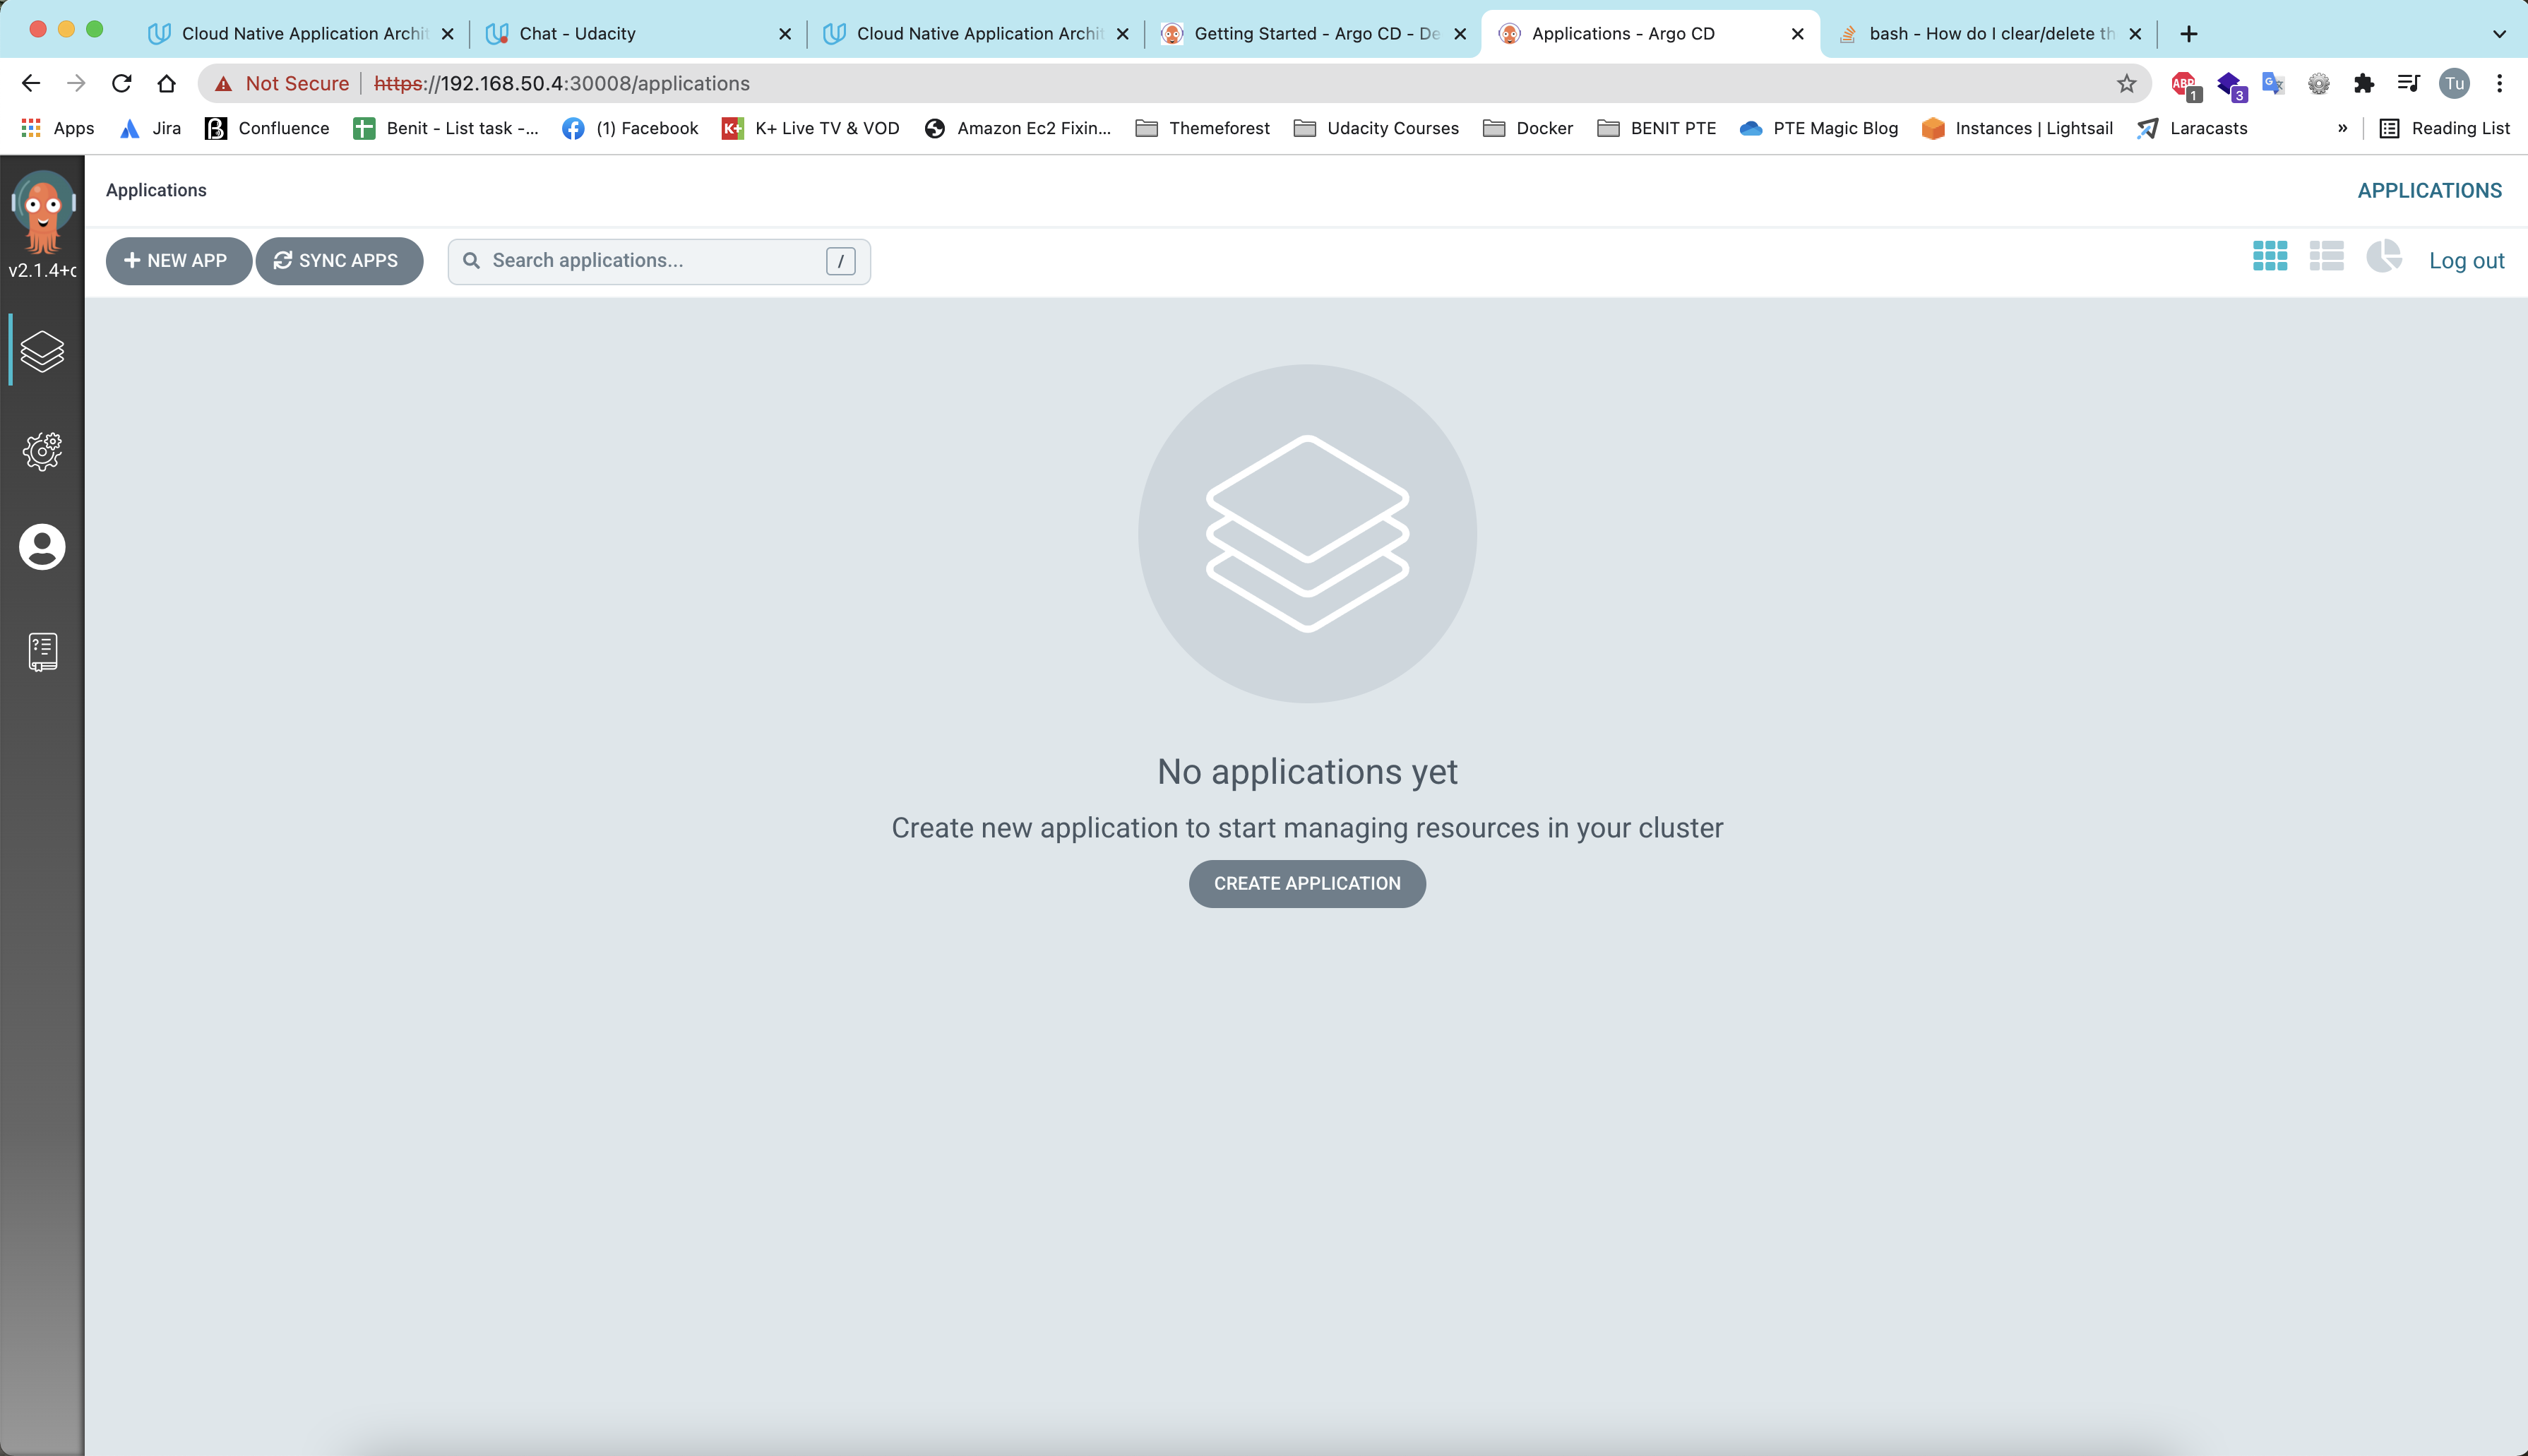 Cloud Native Application Archit
Chat - Udacity
Cloud Native Application Archit
Getting Started - Argo CD - De
Applications - Argo CD
bash - How do I clear/delete th
Not Secure https://192.168.50.4:30008/applications
ABP 1 3 G Tu
Apps Jira Confluence Benit - List task -... (1) Facebook K+ K+ Live TV & VOD Amazon Ec2 Fixin... Themeforest Udacity Courses Docker BENIT PTE PTE Magic Blog Instances | Lightsail Laracasts » Reading List
Applications APPLICATIONS
v2.1.4+c
NEW APP SYNC APPS Search applications... / Log out
No applications yet
Create new application to start managing resources in your cluster
CREATE APPLICATION